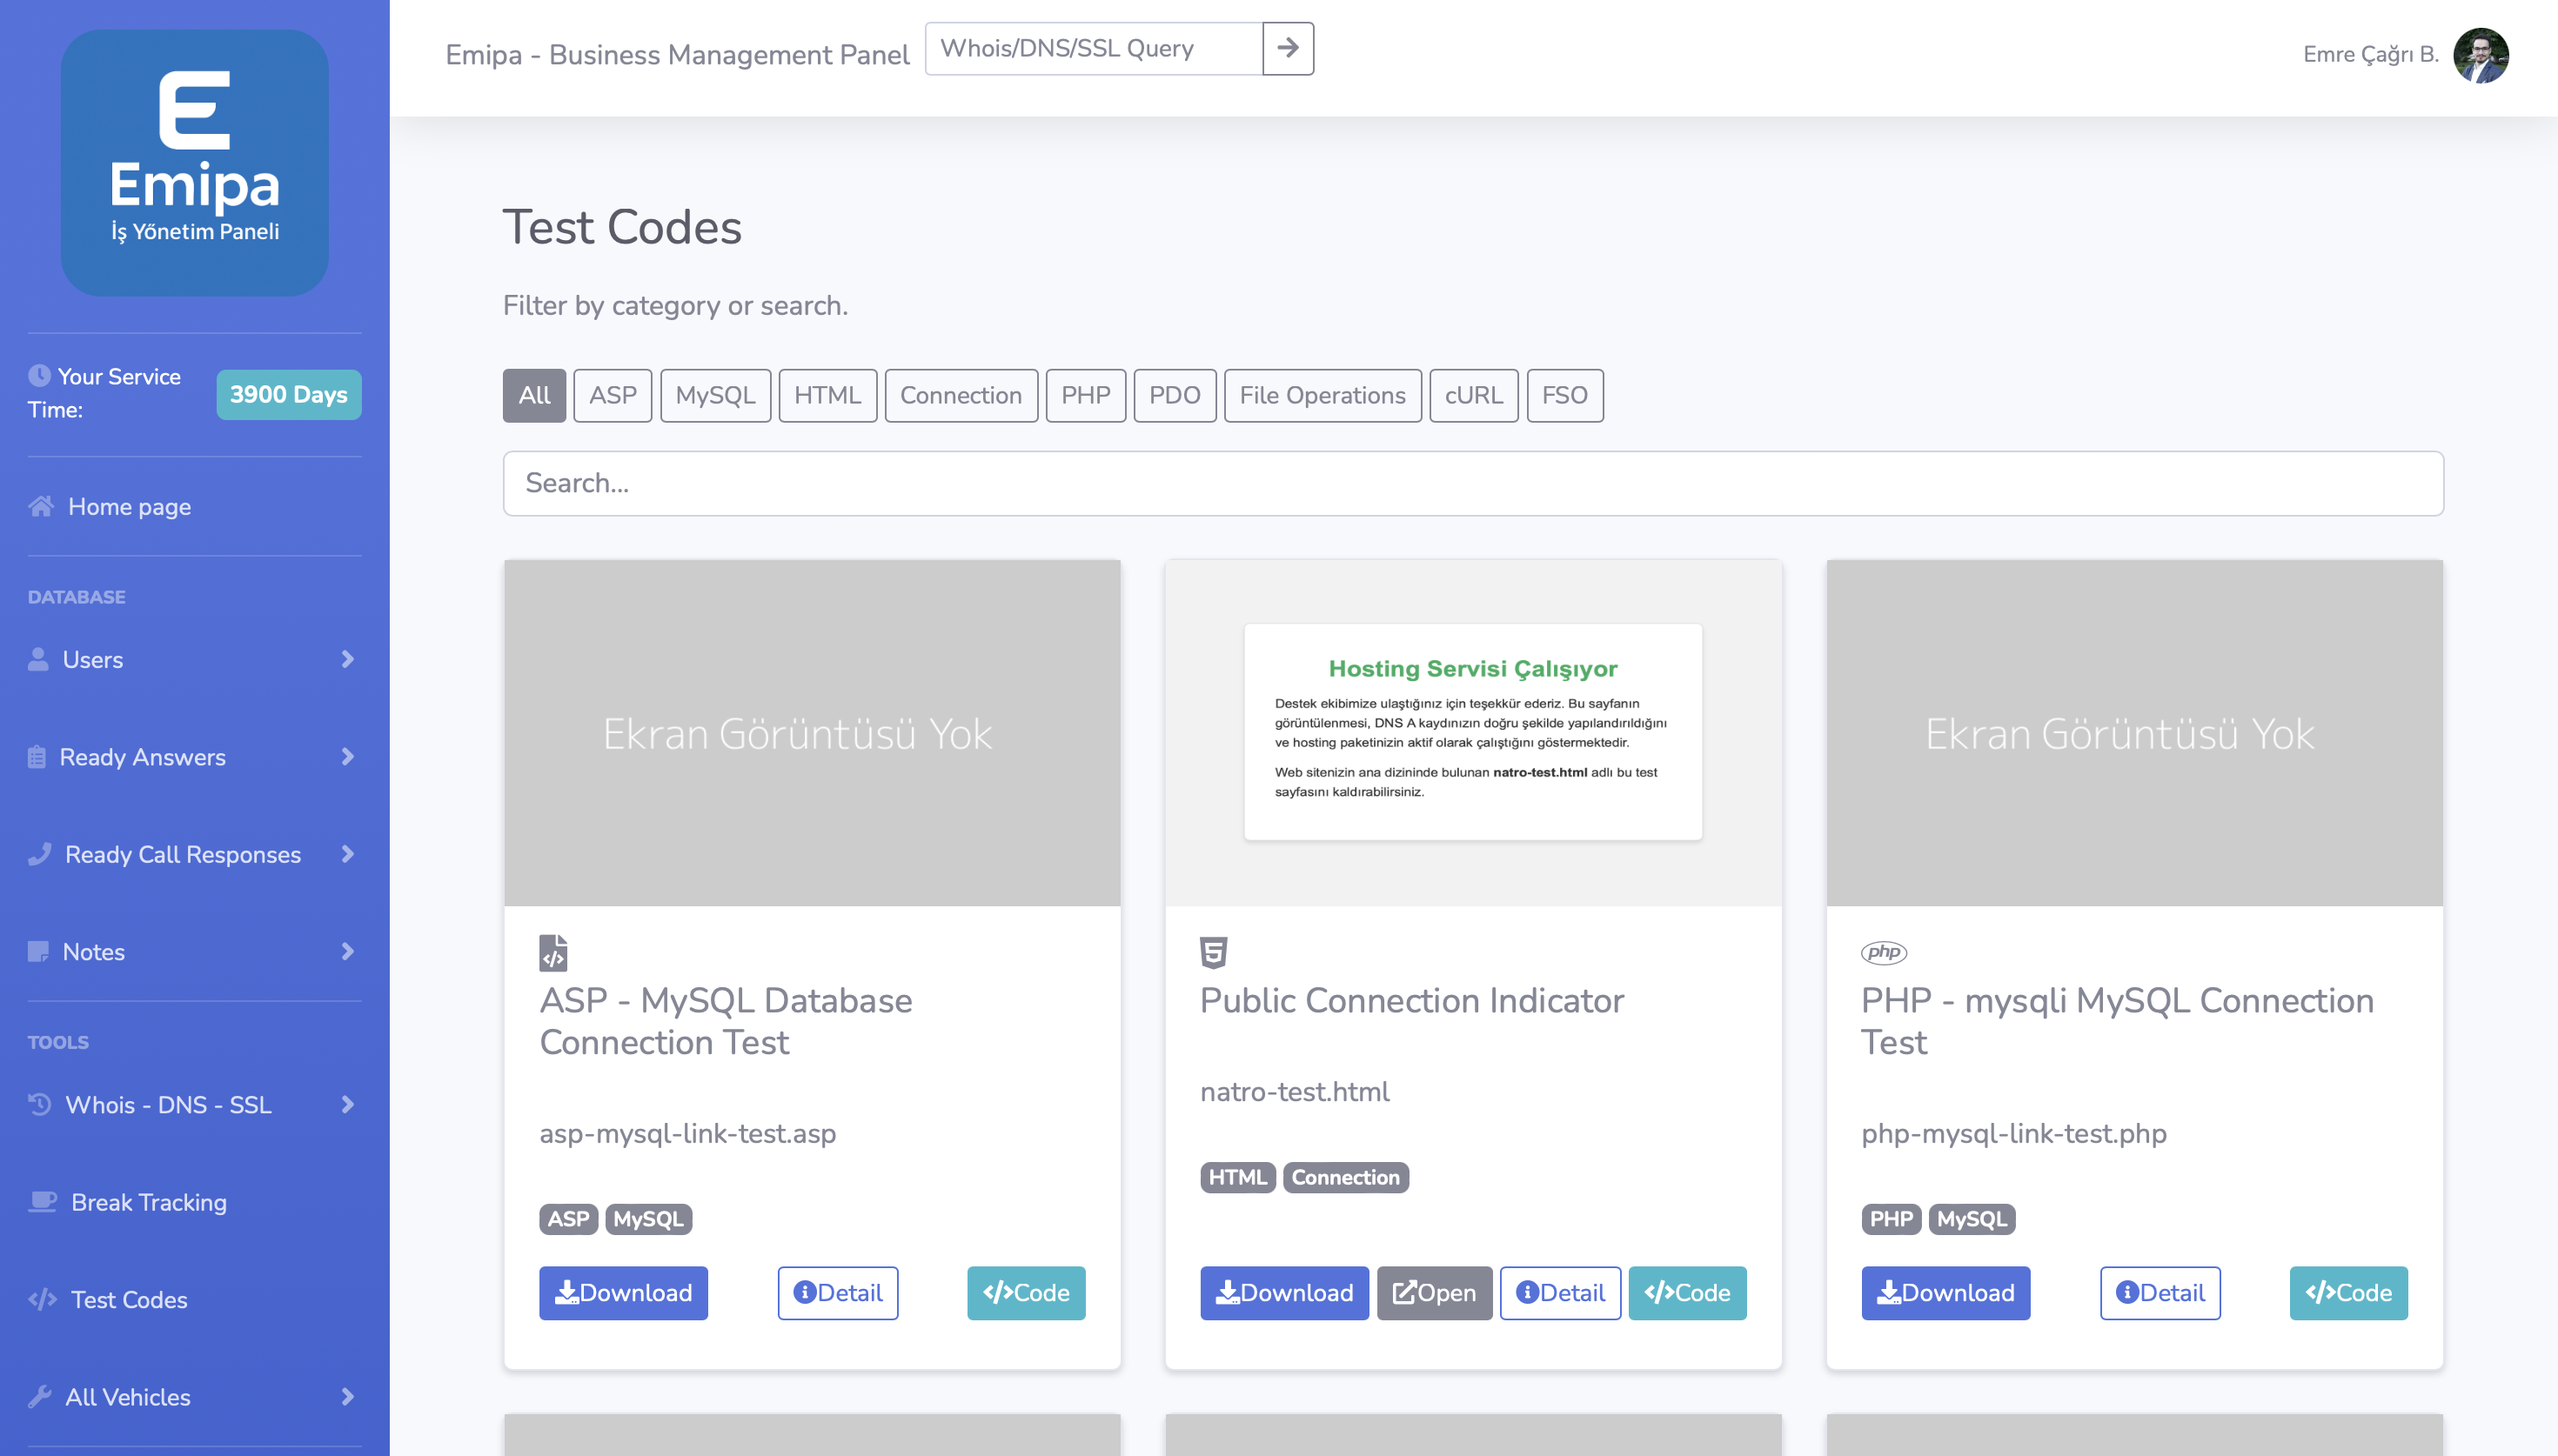 Emipa
İş Yönetim Paneli
Your Service
Time:
3900 Days
Home page
DATABASE
Users
Ready Answers
Ready Call Responses
Notes
TOOLS
Whois - DNS - SSL
Break Tracking
Test Codes
All Vehicles
Emipa - Business Management Panel
Whois/DNS/SSL Query
Emre Çağrı B.
Test Codes
Filter by category or search.
All ASP MySQL HTML Connection PHP PDO File Operations cURL FSO
Search...
Ekran Görüntüsü Yok
ASP - MySQL Database
Connection Test
asp-mysql-link-test.asp
ASP MySQL
Download Detail Code
Hosting Servisi Çalışıyor
Destek ekibimize ulaştığınız için teşekkür ederiz. Bu sayfanın
görüntülenmesi, DNS A kaydınızın doğru şekilde yapılandırıldığını
ve hosting paketinizin aktif olarak çalıştığını göstermektedir.
Web sitenizin ana dizininde bulunan natro-test.html adlı bu test
sayfasını kaldırabilirsiniz.
Public Connection Indicator
natro-test.html
HTML Connection
Download Open Detail Code
Ekran Görüntüsü Yok
php
PHP - mysqli MySQL Connection
Test
php-mysql-link-test.php
PHP MySQL
Download Detail Code